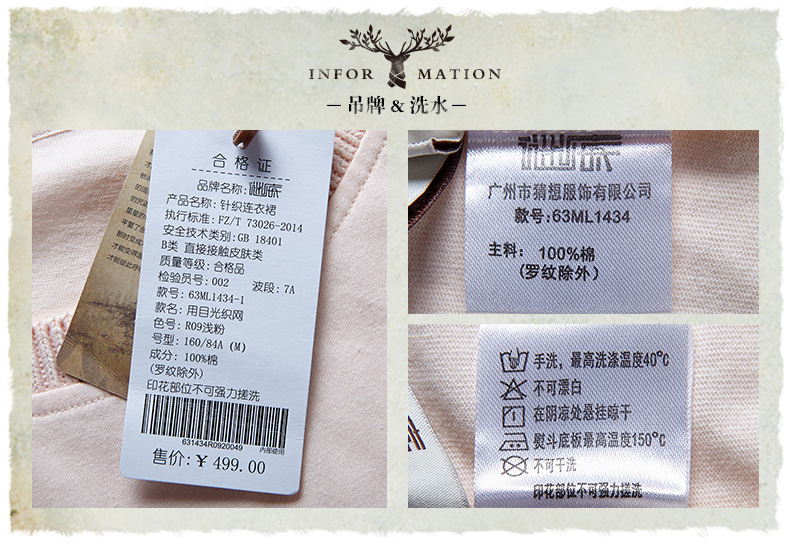 INFOR MATION
吊牌 & 洗水
合格证
品牌名称:谜底
产品名称: 针织连衣裙
执行标准: FZ/T 73026-2014
安全技术类别:GB 18401
B类 直接接触皮肤类
质量等级: 合格品
检验员号: 002 波段: 7A
款号: 63ML1434-1
款名: 用目光织网
色号: R09浅粉
号型: 160/84A (M)
成分: 100%棉
(罗纹除外)
印花部位不可强力搓洗
631434R0920049 内部使用
售价: ¥ 499.00
广州市猜想服饰有限公司
款号:63ML1434
主料: 100%棉
(罗纹除外)
手洗，最高洗涤温度40℃
不可漂白
在阴凉处悬挂晾干
熨斗底板最高温度150℃
不可干洗
印花部位不可强力搓洗